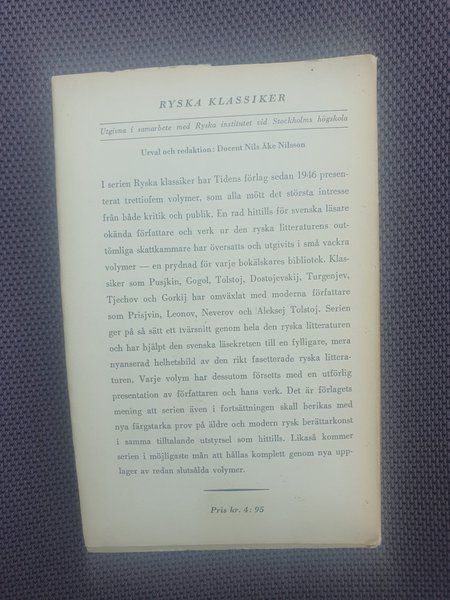 RYSKA KLASSIKER
Utgivna i samarbete med Ryska institutet vid Stockholms högskola
Urval och redaktion: Docent Nils Åke Nilsson
I serien Ryska klassiker har Tidens förlag sedan 1946 presen-
terat trettiofem volymer, som alla mött det största intresse
från både kritik och publik. En rad hittills för svenska läsare
okända författare och verk ur den ryska litteraturens out-
tömliga skattkammare har översatts och utgivits i små vackra
volymer — en prydnad för varje bokälskares bibliotek. Klas-
siker som Pusjkin, Gogol, Tolstoj, Dostojevskij, Turgenjev,
Tjechov och Gorkij har omväxlat med moderna författare
som Prisjvin, Leonov, Neverov och Aleksej Tolstoj. Serien
ger på så sätt ett tvärsnitt genom hela den ryska litteraturen
och har hjälpt den svenska läsekretsen till en fylligare, mera
nyanserad helhetsbild av den rikt fasetterade ryska littera-
turen. Varje volym har dessutom försetts med en utförlig
presentation av författaren och hans verk. Det är förlagets
mening att serien även i fortsättningen skall berikas med
nya färgstarka prov på äldre och modern rysk berättarkonst
i samma tilltalande utstyrsel som hittills. Likaså kommer
serien i möjligaste mån att hållas komplett genom nya upp-
lager av redan slutsålda volymer.
Pris kr. 4: 95